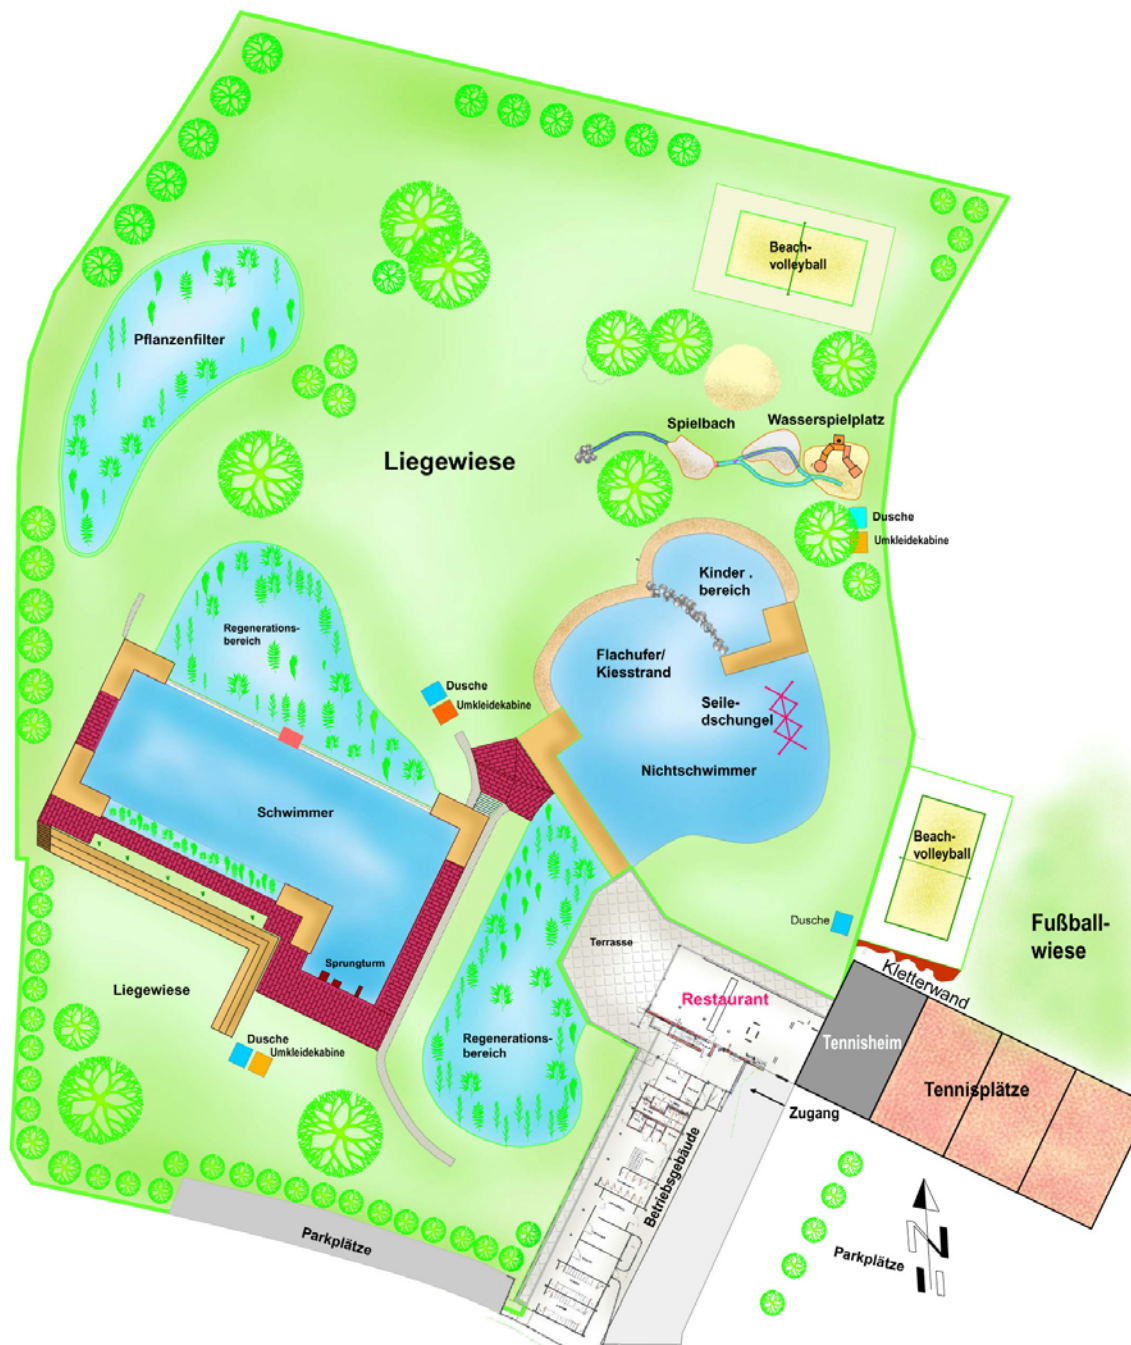 Beach-
volleyball
Pflanzenfilter
Spielbach
Wasserspielplatz
Liegewiese
Dusche
Umkleidekabine
Kinder .
bereich
Regenerations-
bereich
Flachufer/
Kiesstrand
Dusche
Umkleidekabine
Seile-
dschungel
Nichtschwimmer
Schwimmer
Beach-
volleyball
Dusche
Fußball-
wiese
Terrasse
Sprungturm
Liegewiese
Kletterwand
Restaurant
Dusche
Umkleidekabine
Regenerations-
bereich
Tennisheim
Tennisplätze
Zugang
Betriebsgebäude
Parkplätze
Parkplätze
N